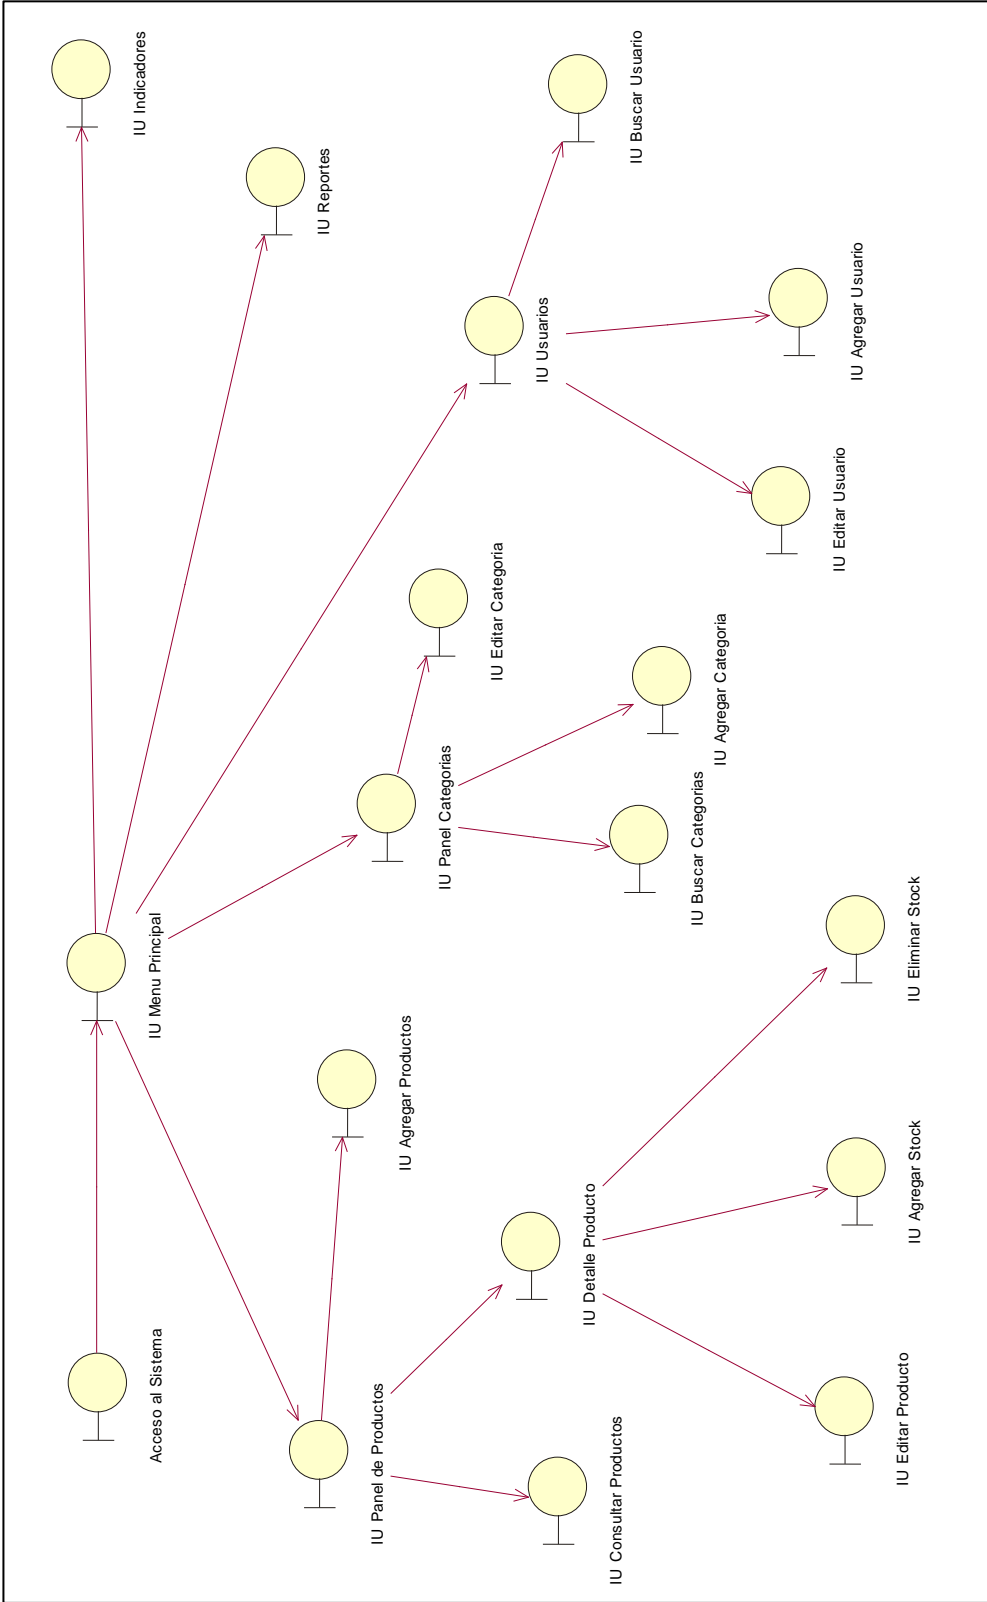 Acceso al Sistema
IU Menu Principal
IU Indicadores
IU Reportes
IU Panel de Productos
IU Agregar Productos
IU Panel Categorias
IU Editar Categoria
IU Usuarios
IU Buscar Usuario
IU Consultar Productos
IU Detalle Producto
IU Buscar Categorias
IU Agregar Categoria
IU Editar Usuario
IU Agregar Usuario
IU Editar Producto
IU Agregar Stock
IU Eliminar Stock